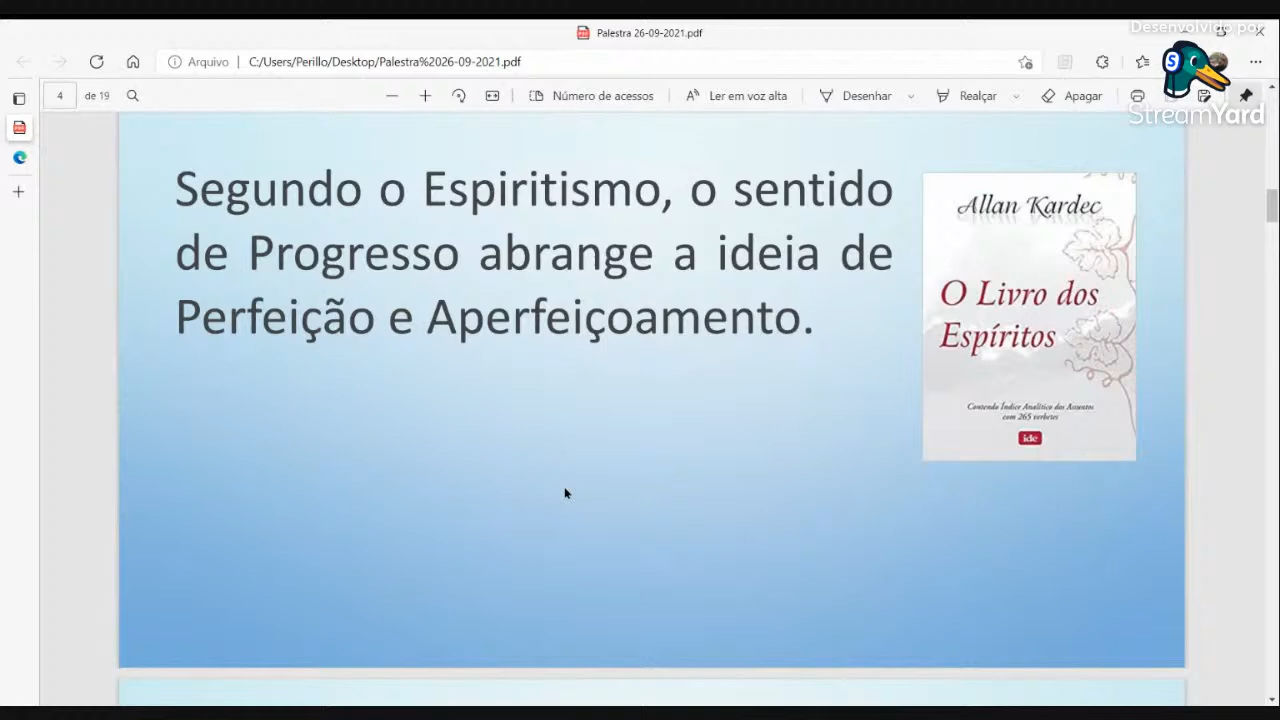 Desenvolvido por
Palestra 26-09-2021.pdf
Arquivo | C:/Users/Perillo/Desktop/Palestra%2026-09-2021.pdf
StreamYard
4 de 19 Número de acessos Ler em voz alta Desenhar Realçar Apagar
Segundo o Espiritismo, o sentido
de Progresso abrange a ideia de
Perfeição e Aperfeiçoamento.
Allan Kardec
O Livro dos
Espíritos
Contendo Índice Analítico dos Assuntos
com 265 verbetes
ide